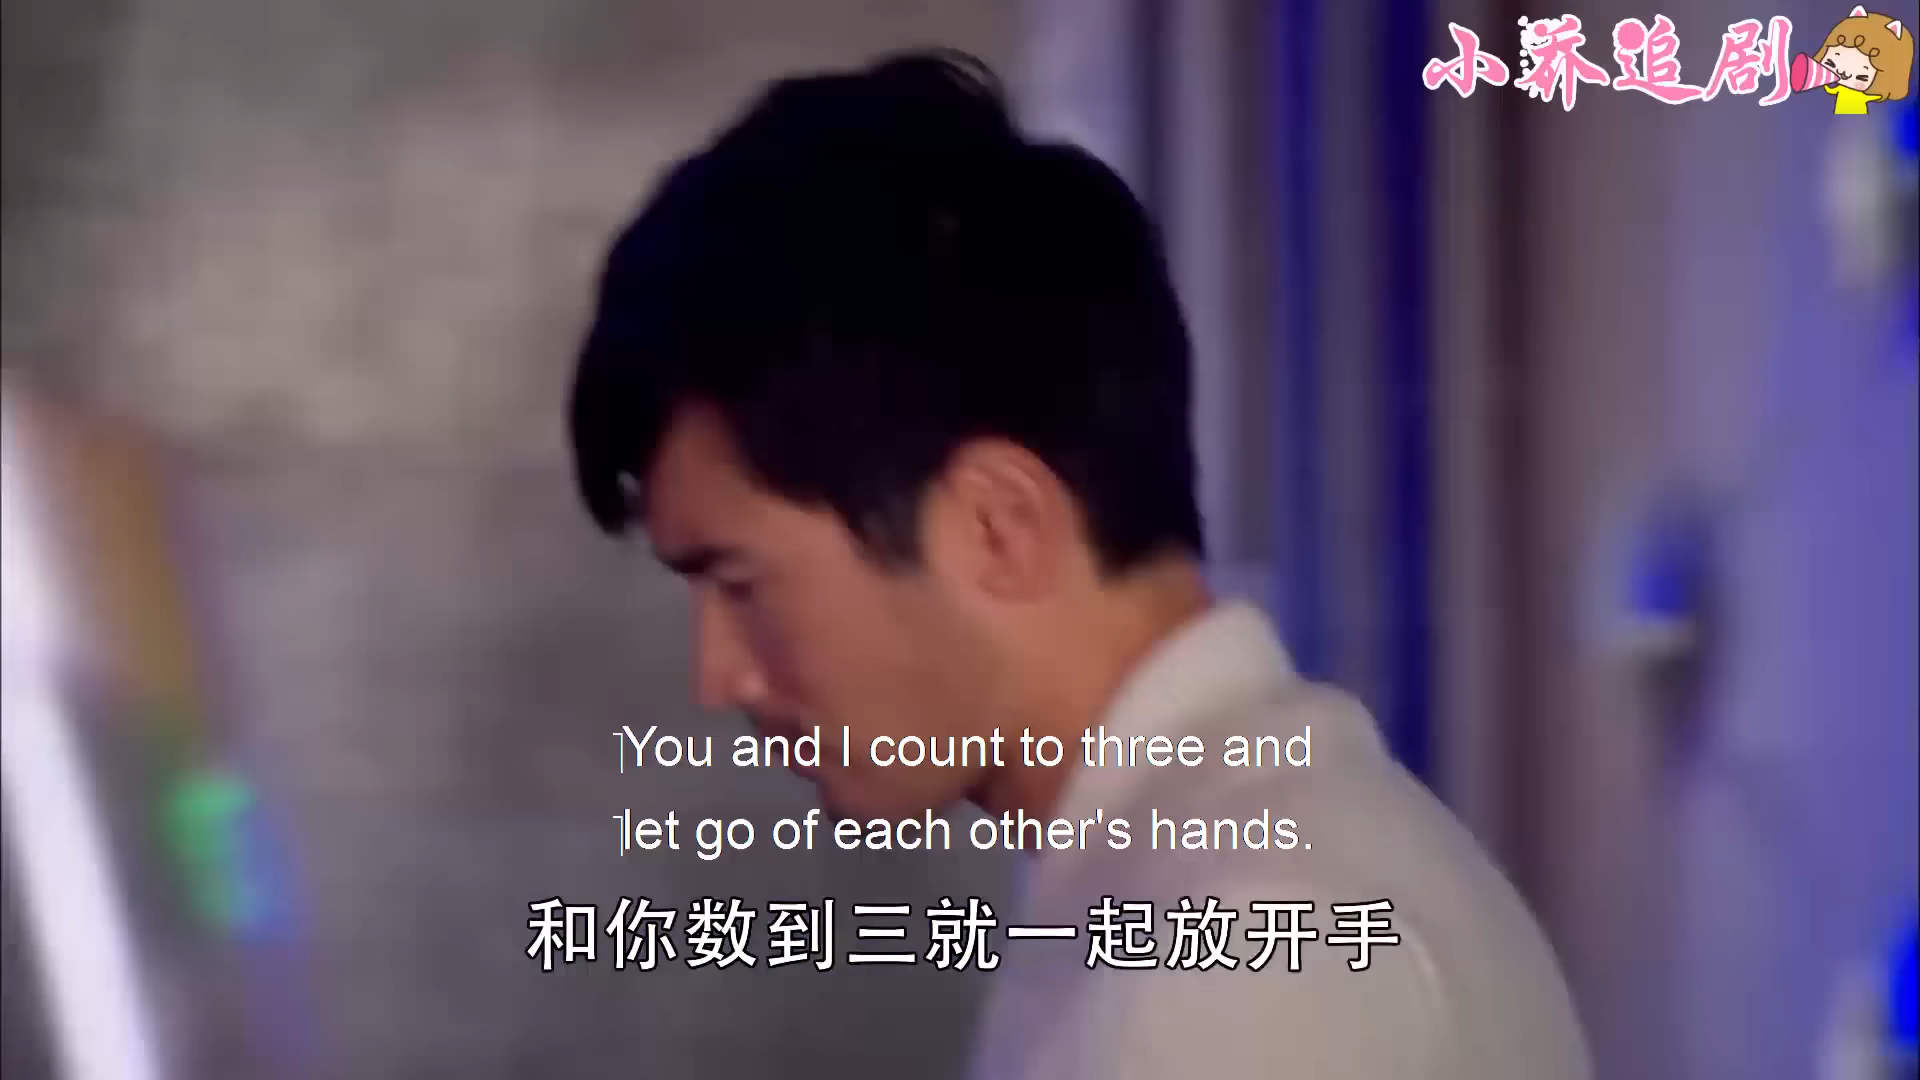 小乔追剧
You and I count to three and
let go of each other's hands.
和你数到三就一起放开手